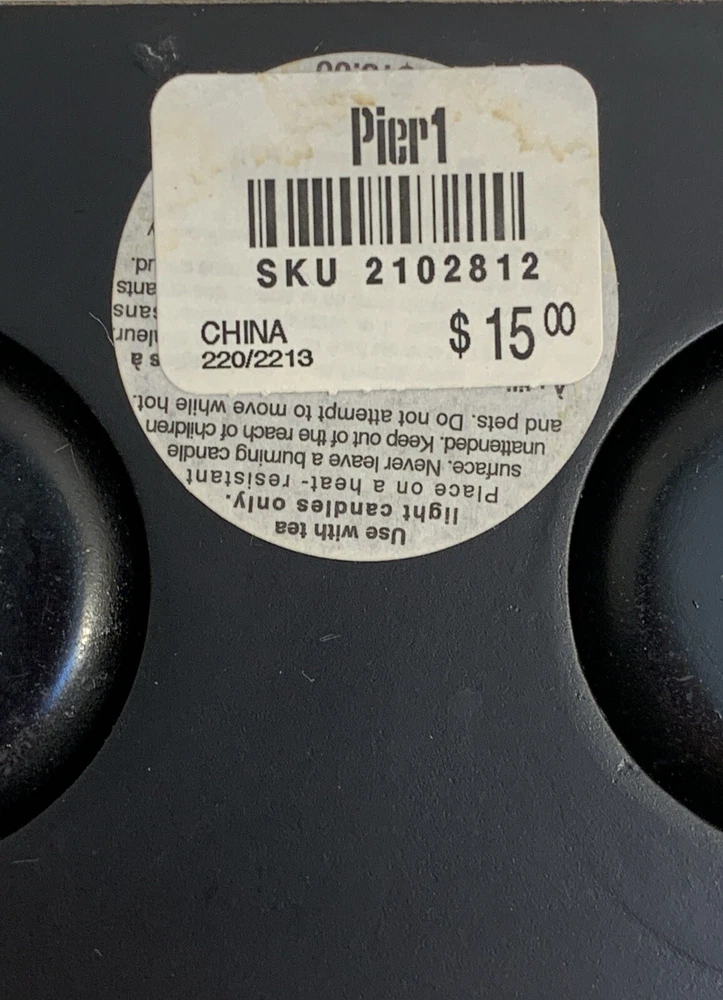 Pier1
SKU 2102812
CHINA
$ 15 00
220/2213
Use with tea
light candles only.
Place on a heat- resistant
surface. Never leave a burning candle
unattended. Keep out of the reach of children
and pets. Do not attempt to move while hot.